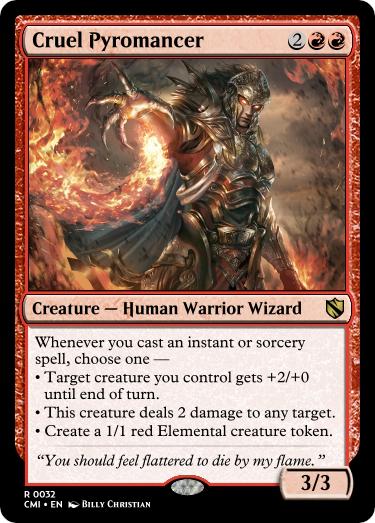 Cruel Pyromancer 2
Creature — Human Warrior Wizard
Whenever you cast an instant or sorcery
spell, choose one —
• Target creature you control gets +2/+0
until end of turn.
• This creature deals 2 damage to any target.
• Create a 1/1 red Elemental creature token.
“You should feel flattered to die by my flame.”
3/3
R 0032
CMI • EN Billy Christian